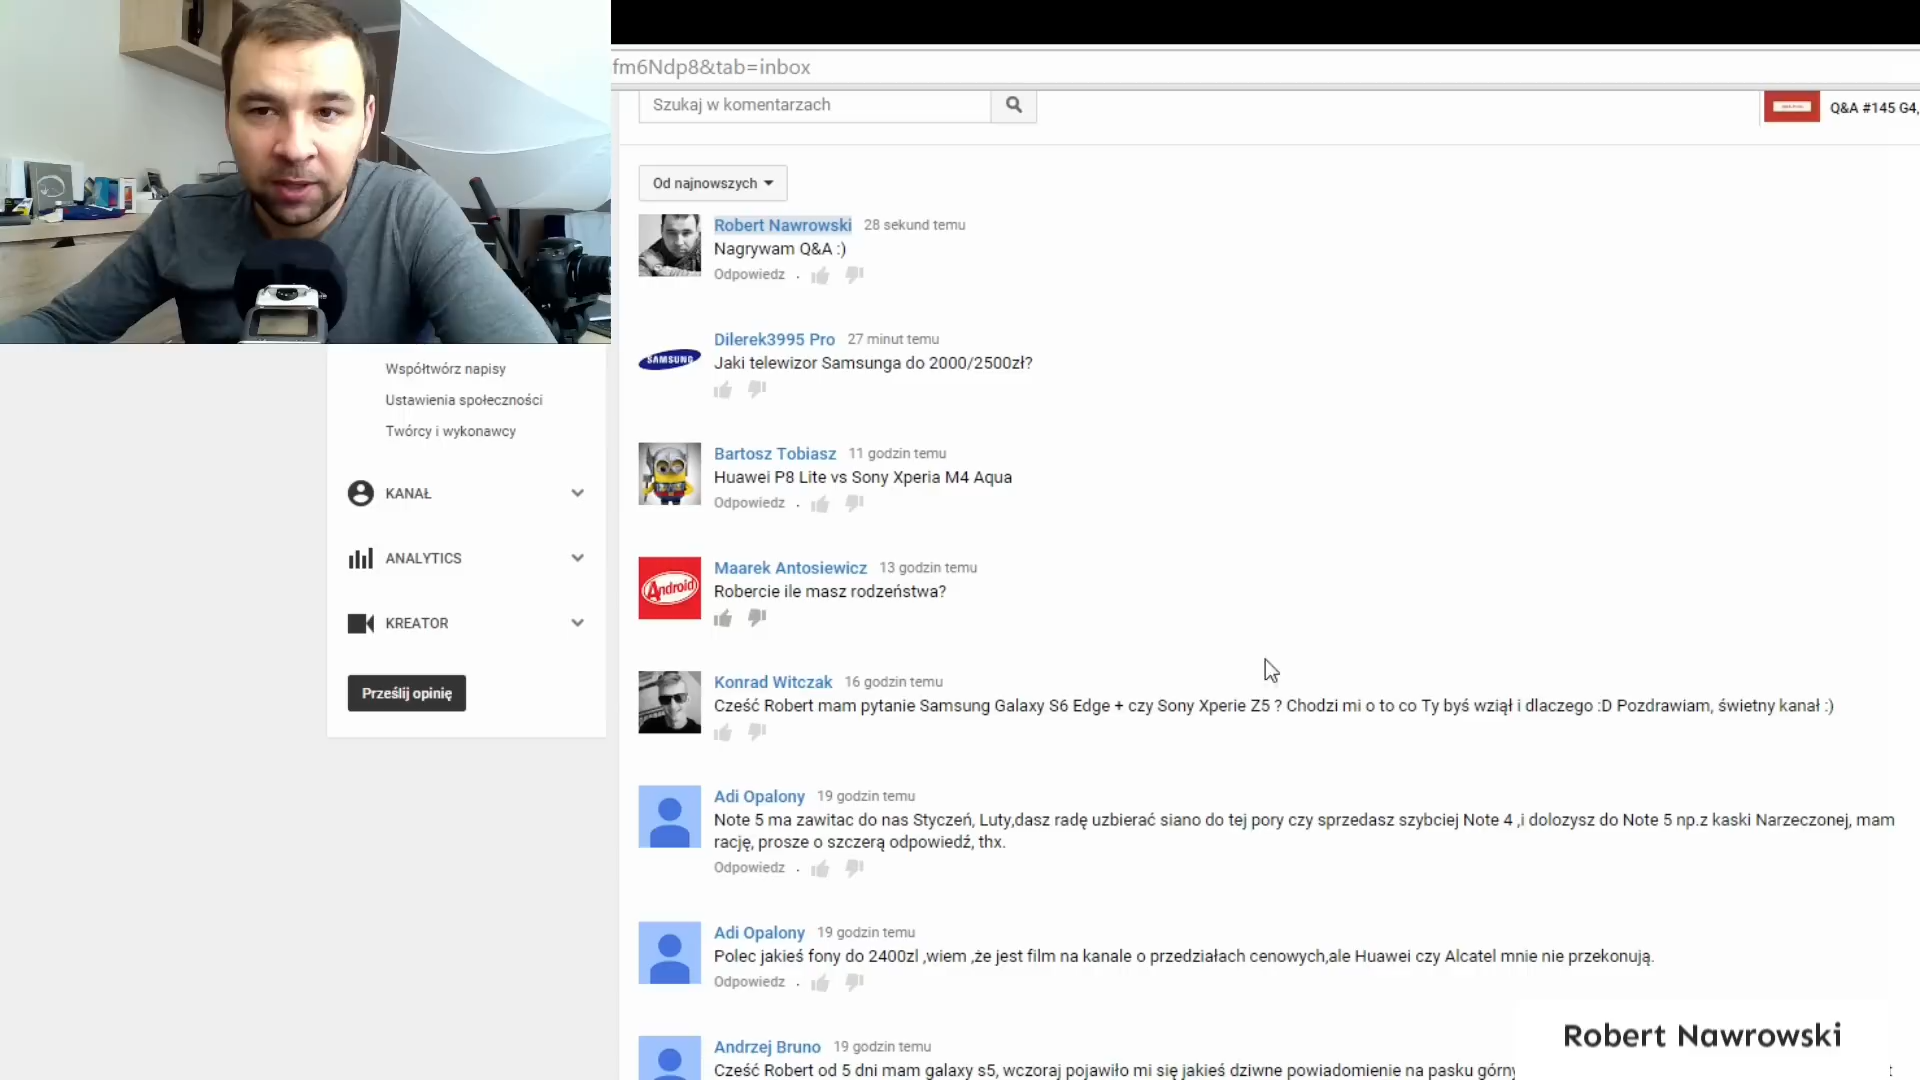 fm6Ndp8&tab=inbox
Szukaj w komentarzach
Q&A #145 G4,
Od najnowszych
Robert Nawrowski 28 sekund temu
Nagrywam Q&A :)
Odpowiedz .
SAMSUNG
Dilerek3995 Pro 27 minut temu
Jaki telewizor Samsunga do 2000/2500zł?
Współtwórz napisy
Ustawienia społeczności
Twórcy i wykonawcy
Bartosz Tobiasz 11 godzin temu
Huawei P8 Lite vs Sony Xperia M4 Aqua
Odpowiedz .
KANAŁ
ANALYTICS
KREATOR
Prześlij opinię
Android
Maarek Antosiewicz 13 godzin temu
Robercie ile masz rodzeństwa?
Konrad Witczak 16 godzin temu
Cześć Robert mam pytanie Samsung Galaxy S6 Edge + czy Sony Xperie Z5 ? Chodzi mi o to co Ty byś wziął i dlaczego :D Pozdrawiam, świetny kanał :)
Adi Opalony 19 godzin temu
Note 5 ma zawitac do nas Styczeń, Luty,dasz radę uzbierać siano do tej pory czy sprzedasz szybciej Note 4 ,i dolozysz do Note 5 np.z kaski Narzeczonej, mam
rację, prosze o szczerą odpowiedź, thx.
Odpowiedz .
Adi Opalony 19 godzin temu
Polec jakieś fony do 2400zl ,wiem ,że jest film na kanale o przedziałach cenowych,ale Huawei czy Alcatel mnie nie przekonują.
Odpowiedz .
Andrzej Bruno 19 godzin temu
Cześć Robert od 5 dni mam galaxy s5, wczoraj pojawiło mi się jakieś dziwne powiadomienie na pasku górny
Robert Nawrowski